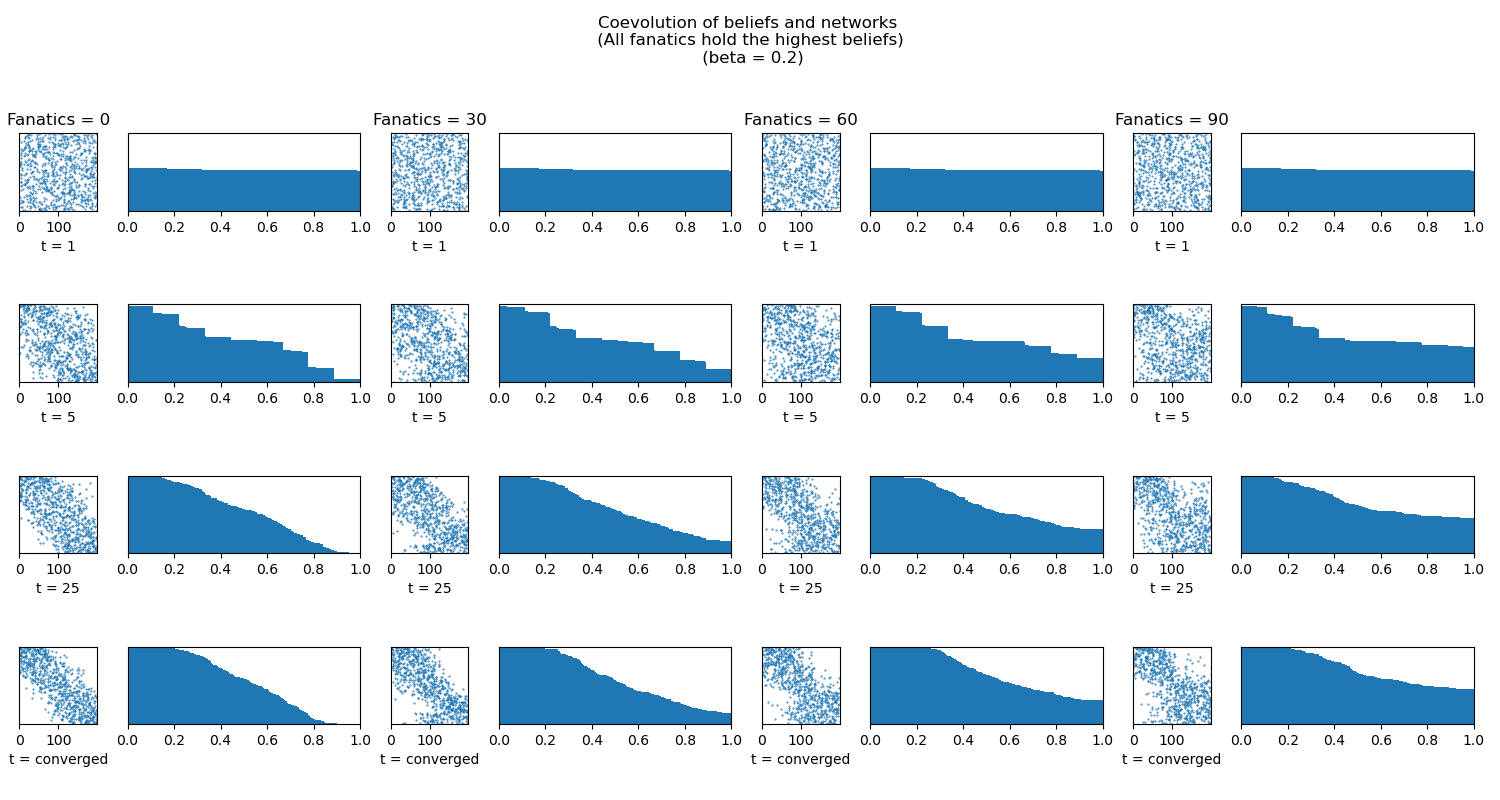 Coevolution of beliefs and networks
(All fanatics hold the highest beliefs)
(beta = 0.2)
Fanatics = 0 Fanatics = 30 Fanatics = 60 Fanatics = 90
0 100 0.0 0.2 0.4 0.6 0.8 1.0 0 100 0.0 0.2 0.4 0.6 0.8 1.0 0 100 0.0 0.2 0.4 0.6 0.8 1.0 0 100 0.0 0.2 0.4 0.6 0.8 1.0
t = 1 t = 1 t = 1 t = 1
0 100 0.0 0.2 0.4 0.6 0.8 1.0 0 100 0.0 0.2 0.4 0.6 0.8 1.0 0 100 0.0 0.2 0.4 0.6 0.8 1.0 0 100 0.0 0.2 0.4 0.6 0.8 1.0
t = 5 t = 5 t = 5 t = 5
0 100 0.0 0.2 0.4 0.6 0.8 1.0 0 100 0.0 0.2 0.4 0.6 0.8 1.0 0 100 0.0 0.2 0.4 0.6 0.8 1.0 0 100 0.0 0.2 0.4 0.6 0.8 1.0
t = 25 t = 25 t = 25 t = 25
0 100 0.0 0.2 0.4 0.6 0.8 1.0 0 100 0.0 0.2 0.4 0.6 0.8 1.0 0 100 0.0 0.2 0.4 0.6 0.8 1.0 0 100 0.0 0.2 0.4 0.6 0.8 1.0
t = converged t = converged t = converged t = converged